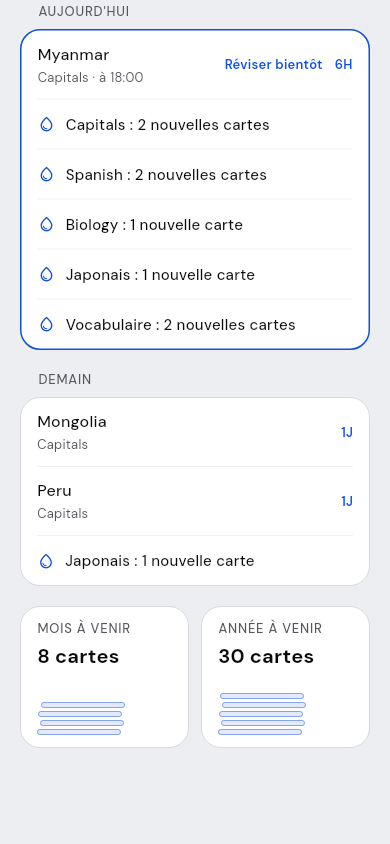 AUJOURD'HUI
Myanmar
Capitals · à 18:00
Réviser bientôt 6H
Capitals : 2 nouvelles cartes
Spanish : 2 nouvelles cartes
Biology : 1 nouvelle carte
Japonais : 1 nouvelle carte
Vocabulaire : 2 nouvelles cartes
DEMAIN
Mongolia
Capitals
1J
Peru
Capitals
1J
Japonais : 1 nouvelle carte
MOIS À VENIR
8 cartes
ANNÉE À VENIR
30 cartes